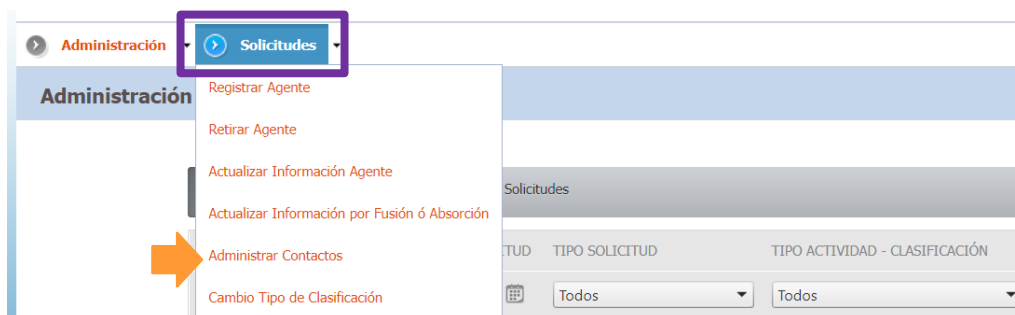 Administración Solicitudes
Administración
Registrar Agente
Retirar Agente
Actualizar Información Agente
Solicitudes
Actualizar Información por Fusión ó Absorción
Administrar Contactos
TUD TIPO SOLICITUD TIPO ACTIVIDAD - CLASIFICACIÓN
Cambio Tipo de Clasificación
Todos Todos